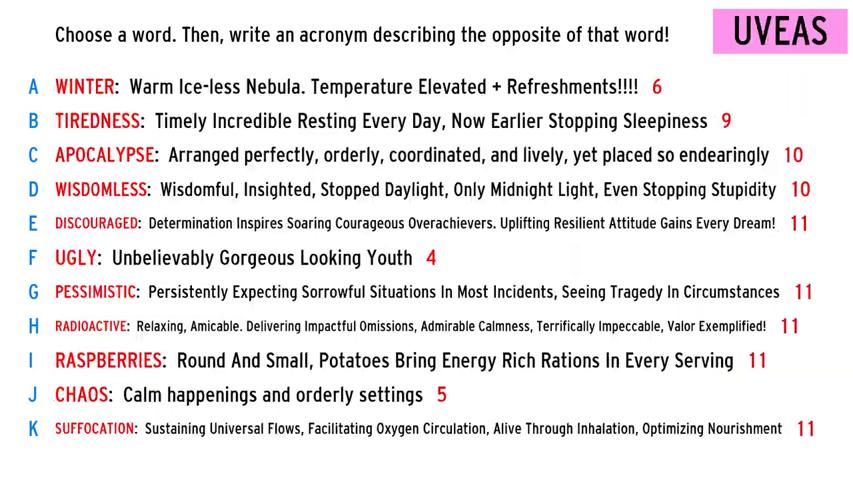 Choose a word. Then, write an acronym describing the opposite of that word!
UVEAS
A WINTER: Warm Ice-less Nebula. Temperature Elevated + Refreshments!!!! 6
B TIREDNESS: Timely Incredible Resting Every Day, Now Earlier Stopping Sleepiness 9
C APOCALYPSE: Arranged perfectly, orderly, coordinated, and lively, yet placed so endearingly 10
D WISDOMLESS: Wisdomful, Insighted, Stopped Daylight, Only Midnight Light, Even Stopping Stupidity 10
E DISCOURAGED: Determination Inspires Soaring Courageous Overachievers. Uplifting Resilient Attitude Gains Every Dream! 11
F UGLY: Unbelievably Gorgeous Looking Youth 4
G PESSIMISTIC: Persistently Expecting Sorrowful Situations In Most Incidents, Seeing Tragedy In Circumstances 11
H RADIOACTIVE: Relaxing, Amicable. Delivering Impactful Omissions, Admirable Calmness, Terrifically Impeccable, Valor Exemplified! 11
I RASPBERRIES: Round And Small, Potatoes Bring Energy Rich Rations In Every Serving 11
J CHAOS: Calm happenings and orderly settings 5
K SUFFOCATION: Sustaining Universal Flows, Facilitating Oxygen Circulation, Alive Through Inhalation, Optimizing Nourishment 11